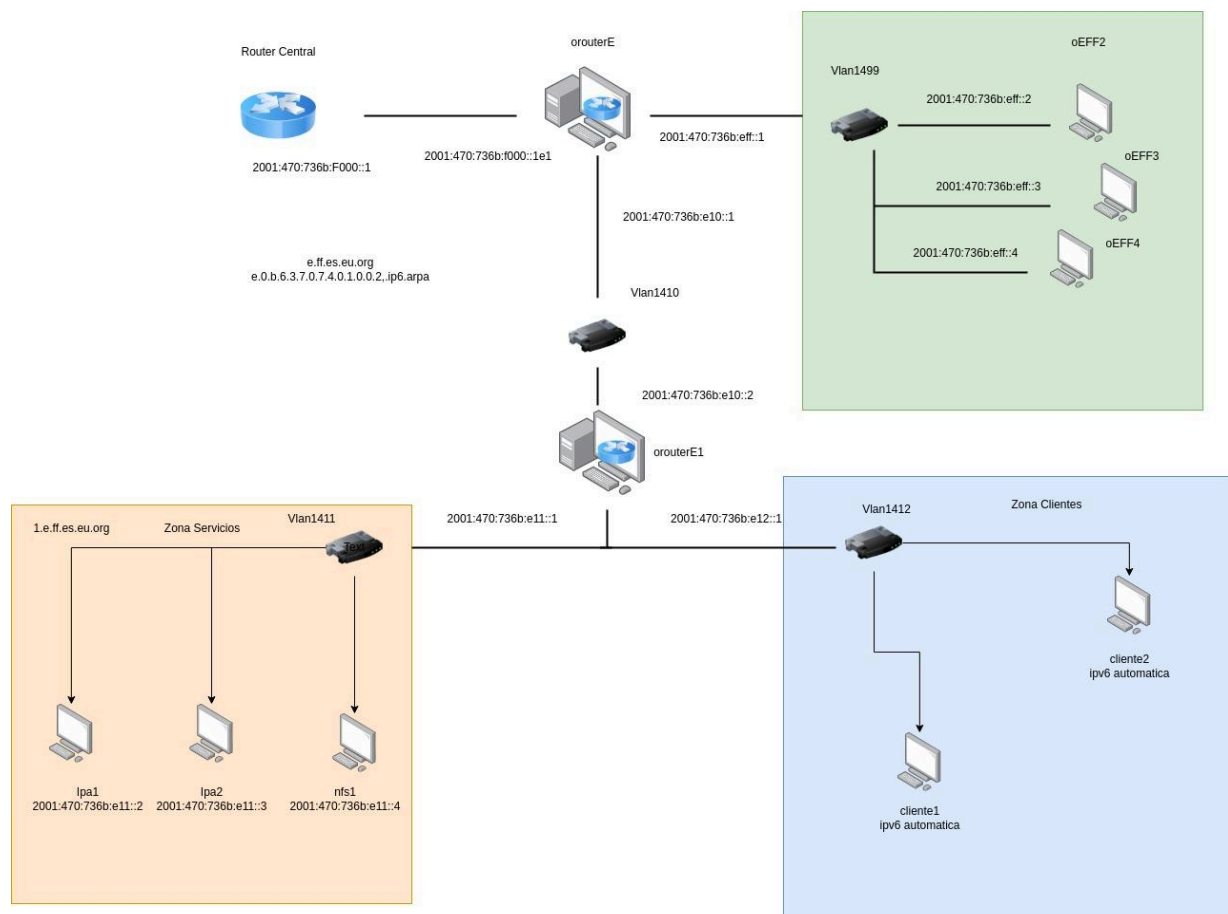 Router Central
orouterE
oEFF2
Vlan1499
2001:470:736b:eff::2
2001:470:736b:F000::1
2001:470:736b:f000::1e1
2001:470:736b:eff::1
oEFF3
2001:470:736b:eff::3
2001:470:736b:e10::1
oEFF4
2001:470:736b:eff::4
e.ff.es.eu.org
e.0.b.6.3.7.0.7.4.0.1.0.0.2,.ip6.arpa
Vlan1410
2001:470:736b:e10::2
orouterE1
1.e.ff.es.eu.org
Zona Servicios
Vlan1411
Text
2001:470:736b:e11::1
2001:470:736b:e12::1
Vlan1412
Zona Clientes
cliente2
ipv6 automatica
Ipa1
2001:470:736b:e11::2
Ipa2
2001:470:736b:e11::3
nfs1
2001:470:736b:e11::4
cliente1
ipv6 automatica